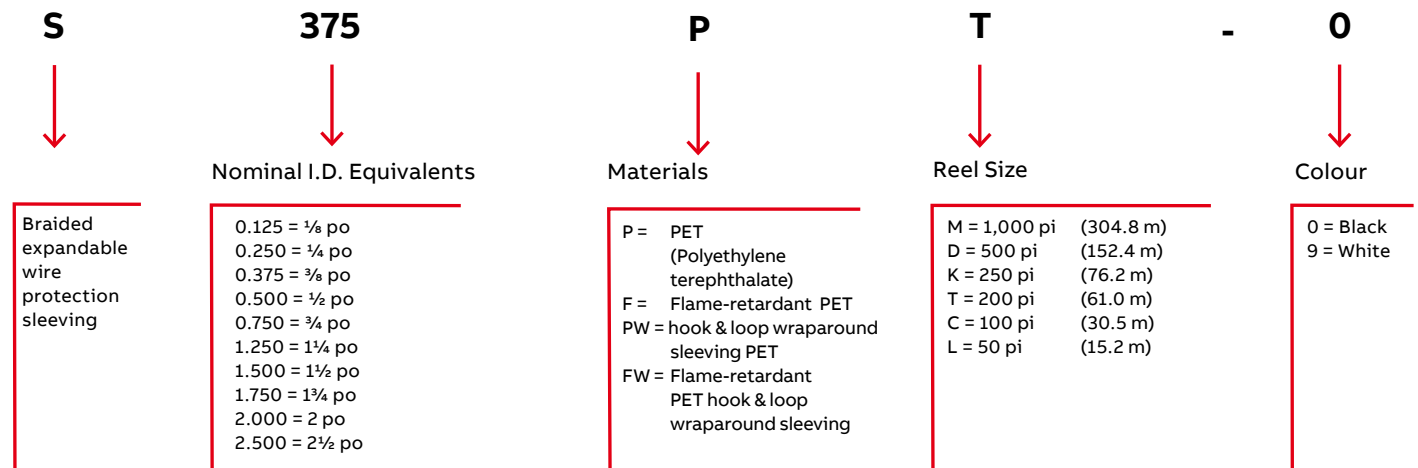 S 375 P T - 0
Nominal I.D. Equivalents
Materials
Reel Size
Colour
Braided
expandable
wire
protection
sleeving
0.125 = ⅛ po
0.250 = ¼ po
0.375 = ⅜ po
0.500 = ½ po
0.750 = ¾ po
1.250 = 1¼ po
1.500 = 1½ po
1.750 = 1¾ po
2.000 = 2 po
2.500 = 2½ po
P = PET
(Polyethylene
terephthalate)
F = Flame-retardant PET
PW = hook & loop wraparound
sleeving PET
FW = Flame-retardant
PET hook & loop
wraparound sleeving
M = 1,000 pi (304.8 m)
D = 500 pi (152.4 m)
K = 250 pi (76.2 m)
T = 200 pi (61.0 m)
C = 100 pi (30.5 m)
L = 50 pi (15.2 m)
0 = Black
9 = White